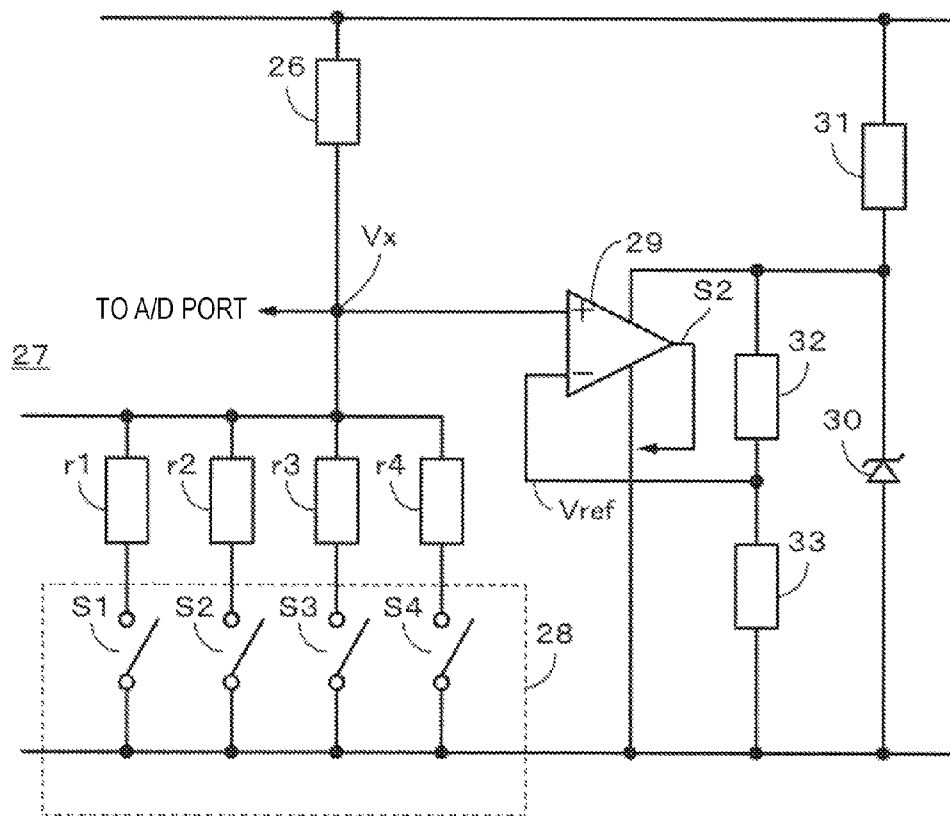 26
31
Vx
29
S2
TO A/D PORT
27
32
30
r1 r2 r3 r4
Vref
33
S1 S2 S3 S4
28
+
−